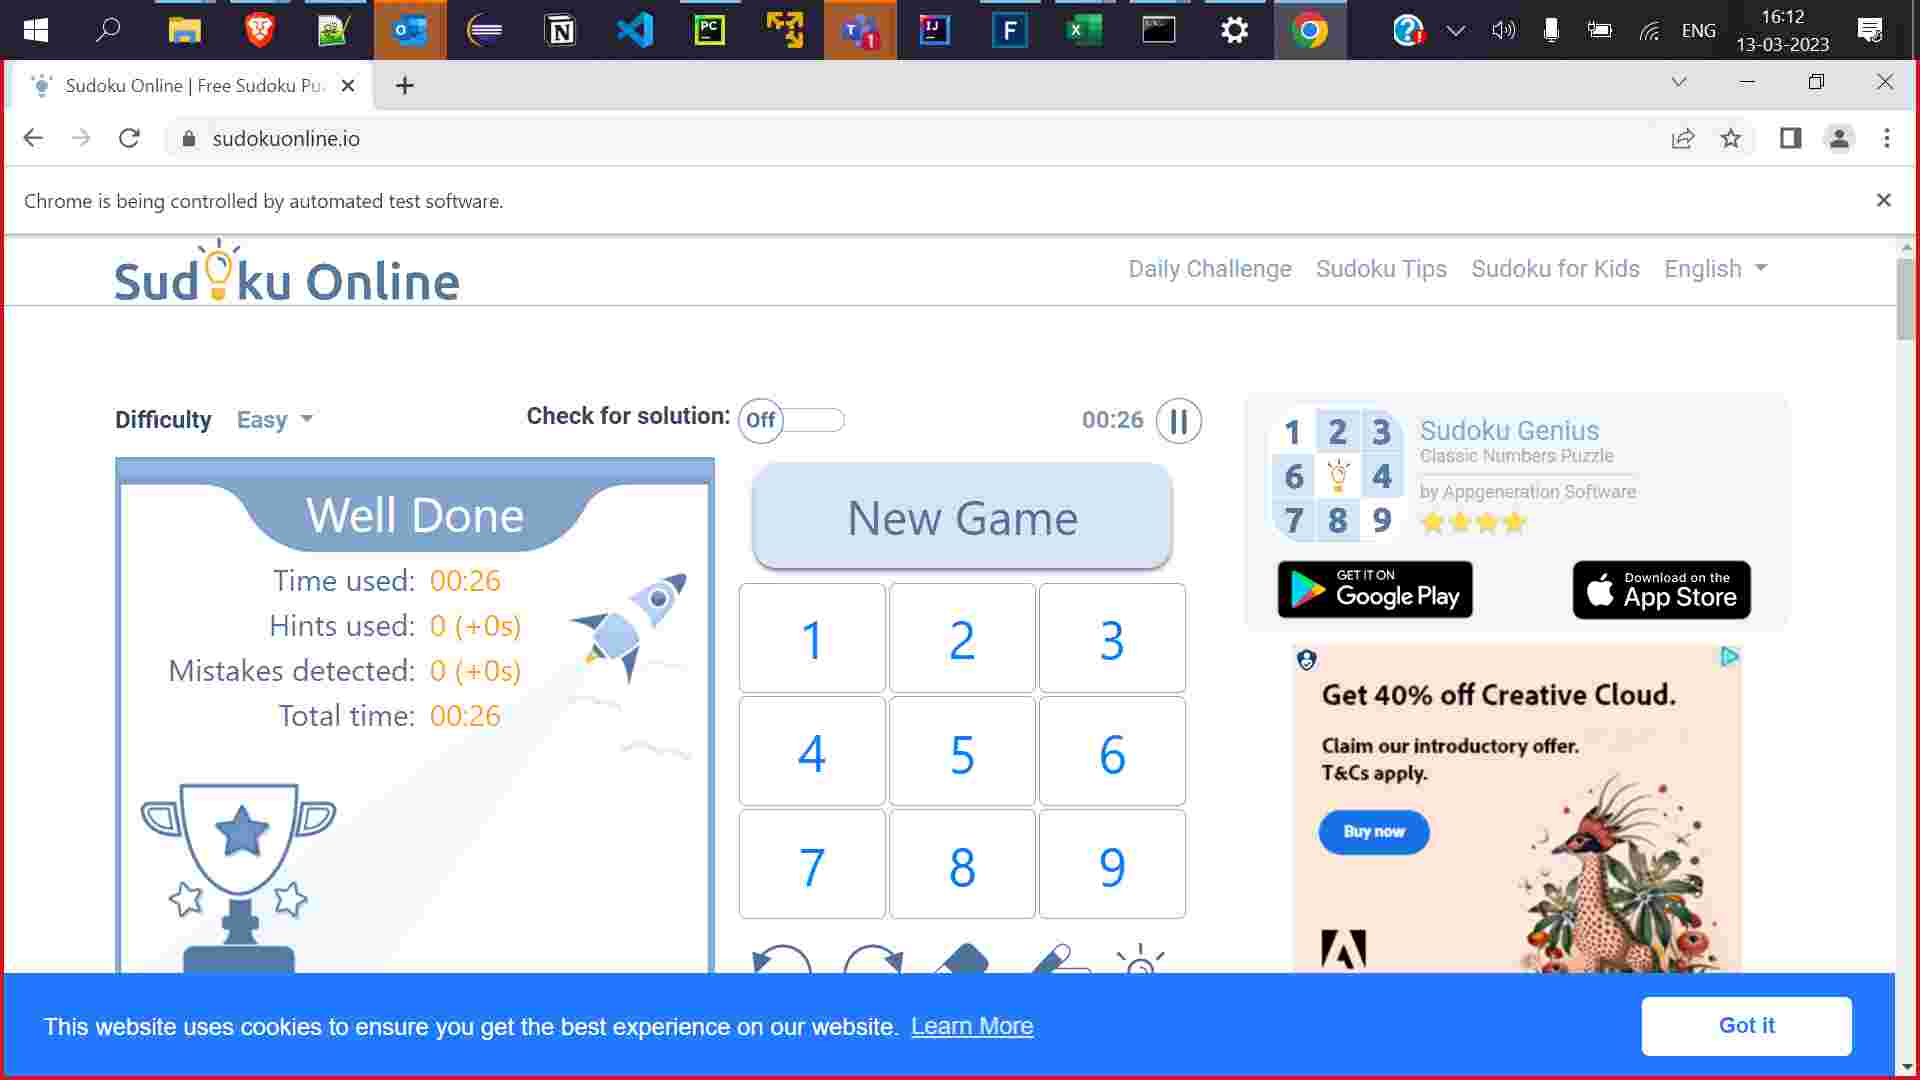 PC
T 1
IJ
F
X
ENG
16:12
13-03-2023
Sudoku Online | Free Sudoku Pu
sudokuonline.io
Chrome is being controlled by automated test software.
Sudoku Online
Daily Challenge Sudoku Tips Sudoku for Kids English
Difficulty Easy
Check for solution: Off
00:26
Well Done
Time used: 00:26
Hints used: 0 (+0s)
Mistakes detected: 0 (+0s)
Total time: 00:26
New Game
1 2 3
4 5 6
7 8 9
1 2 3
6 4
7 8 9
Sudoku Genius
Classic Numbers Puzzle
by Appgeneration Software
GET IT ON
Google Play
Download on the
App Store
Get 40% off Creative Cloud.
Claim our introductory offer.
T&Cs apply.
Buy now
This website uses cookies to ensure you get the best experience on our website. Learn More
Got it